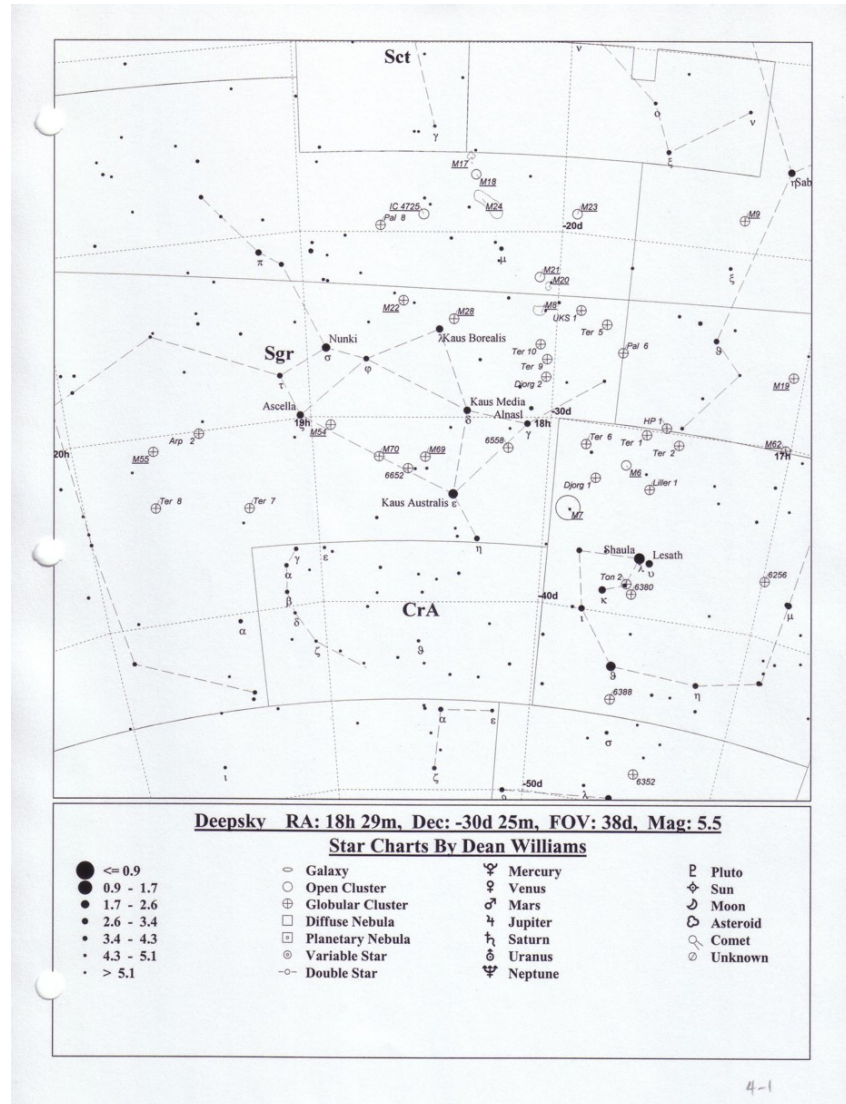 Sct
ν
ο
ν
γ
ξ
M17
M18
η
Sab
IC 4725
M24
M23
M9
Pal 8
-20d
π
μ
ξ
M21
M20
M22
M28
M8
UKS 1
Ter 5
Nunki
λ
Kaus Borealis
Sgr
σ
φ
Ter 10
Pal 6
ϑ
Ter 9
τ
Djorg 2
M19
Ascella
Kaus Media
-30d
Alnasl
ξ
19h
δ
γ
18h
HP 1
Arp 2
M54
6558
Ter 6
Ter 1
20h
M55
M70
M69
Ter 2
M62
17h
6652
M6
Djorg 1
Liller 1
Kaus Australis
ε
Ter 8
Ter 7
M7
η
Shaula
Lesath
γ
ε
λ
υ
α
Ton 2
6380
6256
β
CrA
-40d
κ
δ
ι
μ
α
ζ
ϑ
ϑ
η
6388
α
ε
σ
ι
ζ
6352
-50d
θ
λ
Deepsky RA: 18h 29m, Dec: -30d 25m, FOV: 38d, Mag: 5.5
Star Charts By Dean Williams
<= 0.9
0.9 - 1.7
1.7 - 2.6
2.6 - 3.4
3.4 - 4.3
4.3 - 5.1
> 5.1
Galaxy
Open Cluster
Globular Cluster
Diffuse Nebula
Planetary Nebula
Variable Star
Double Star
Mercury
Venus
Mars
Jupiter
Saturn
Uranus
Neptune
Pluto
Sun
Moon
Asteroid
Comet
Unknown
4-1